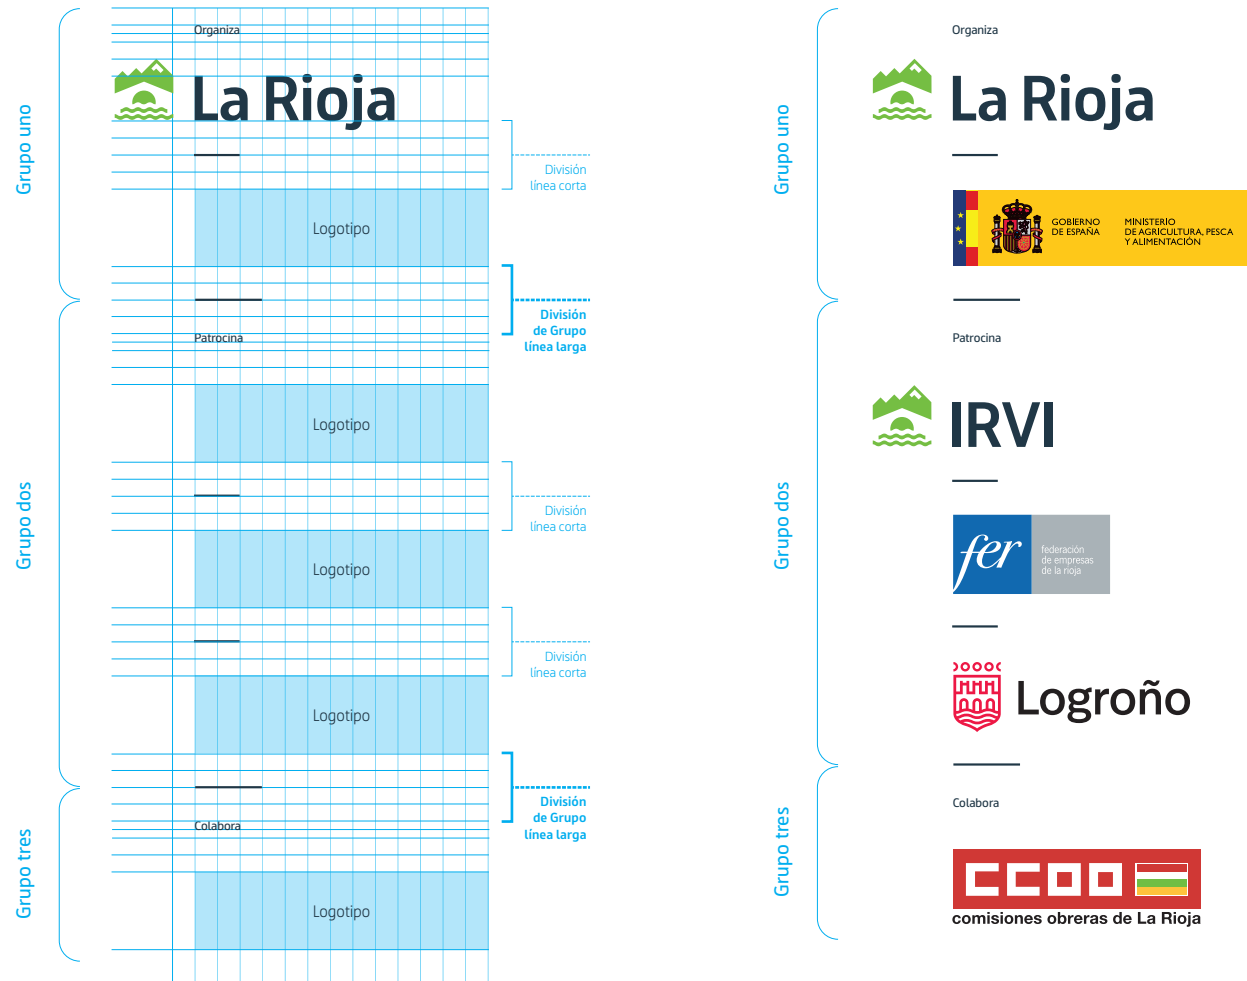 Grupo uno
Organiza
La Rioja
División
línea corta
Logotipo
División
de Grupo
línea larga
Grupo dos
Patrocina
Logotipo
División
línea corta
Logotipo
División
línea corta
Logotipo
División
de Grupo
línea larga
Grupo tres
Colabora
Logotipo
Grupo uno
Organiza
La Rioja
GOBIERNO
DE ESPAÑA
MINISTERIO
DE AGRICULTURA, PESCA
Y ALIMENTACIÓN
Grupo dos
Patrocina
IRVI
fer
federación
de empresas
de la rioja
Logroño
Grupo tres
Colabora
CCOO
comisiones obreras de La Rioja